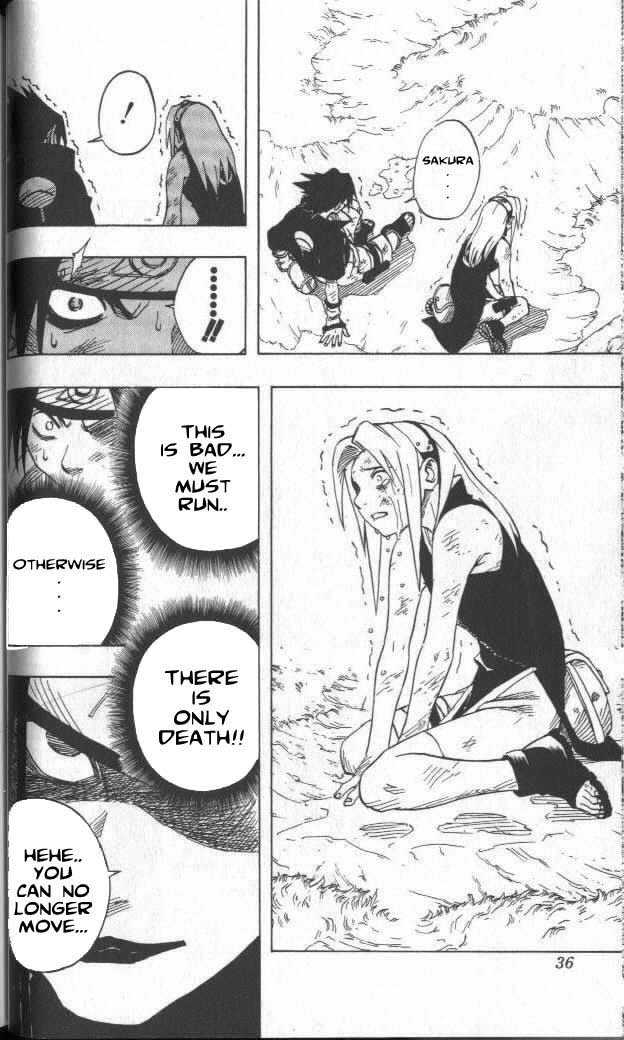 SAKURA
.
.
.
!
.......!!
THIS
IS BAD...
WE
MUST
RUN..
OTHERWISE
.
.
.
THERE
IS
ONLY
DEATH!!
HEHE..
YOU
CAN NO
LONGER
MOVE...
36